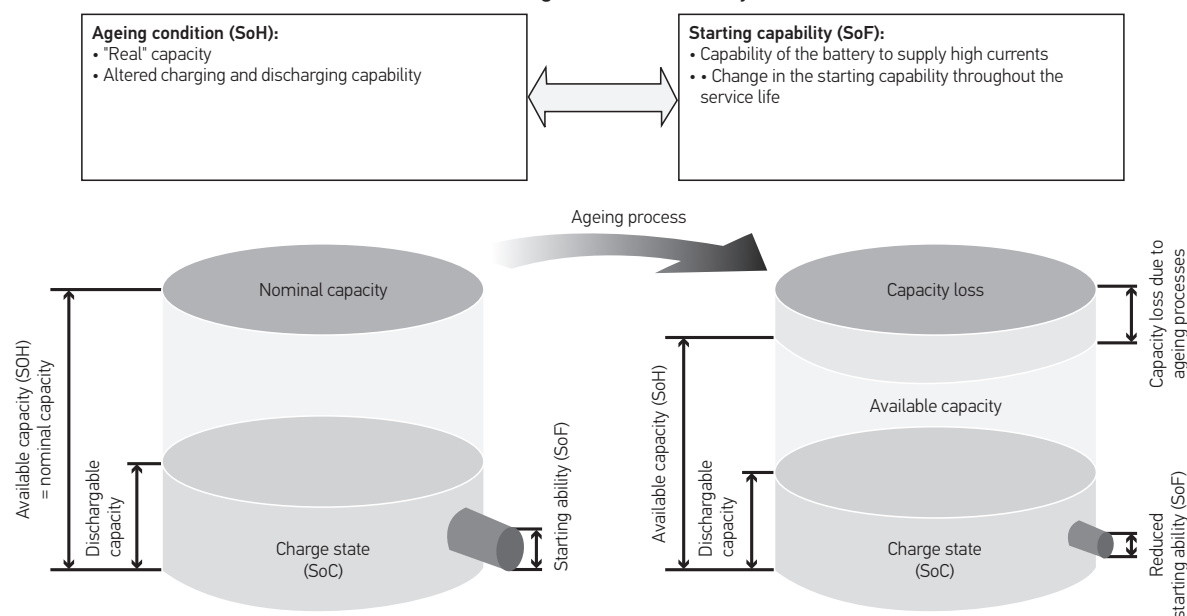 Ageing condition (SoH):
• "Real" capacity
• Altered charging and discharging capability
Starting capability (SoF):
• Capability of the battery to supply high currents
• • Change in the starting capability throughout the
service life
Ageing process
Nominal capacity
Available capacity (SOH)
= nominal capacity
Dischargable
capacity
Charge state
(SoC)
Starting ability (SoF)
Capacity loss
Capacity loss due to
ageing processes
Available capacity
Available capacity (SoH)
Dischargable
capacity
Charge state
(SoC)
Reduced
starting ability (SoF)